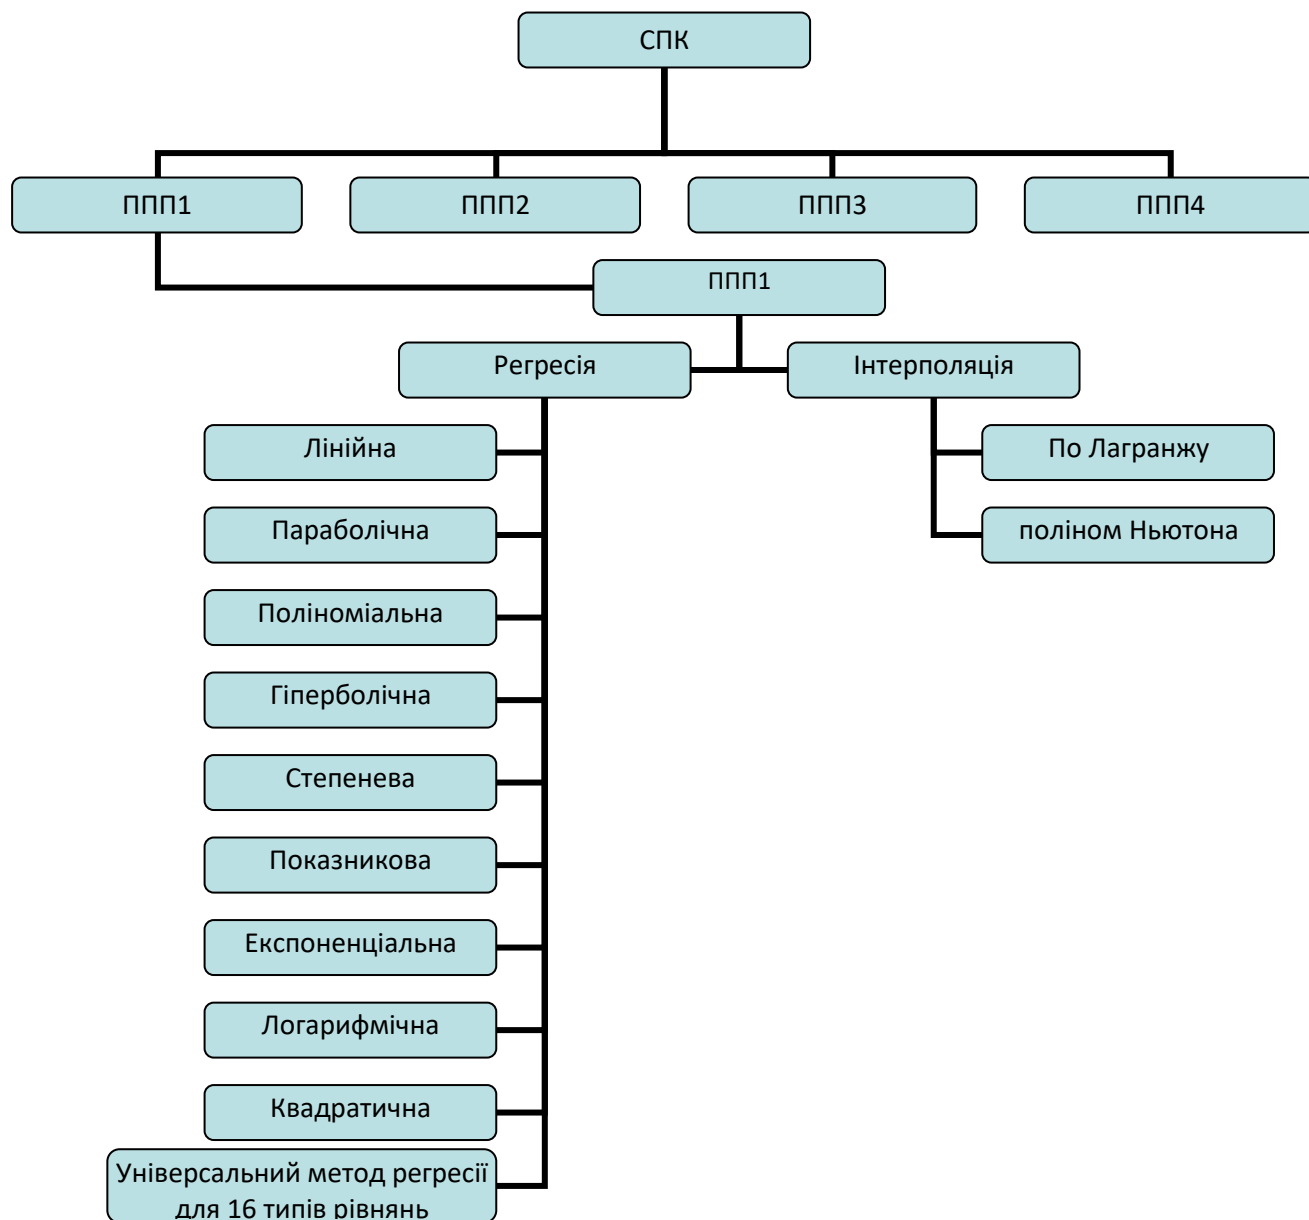 СПК
ППП1
ППП2
ППП3
ППП4
ППП1
Регресія
Інтерполяція
Лінійна
По Лагранжу
Параболічна
поліном Ньютона
Поліноміальна
Гіперболічна
Степенева
Показникова
Експоненціальна
Логарифмічна
Квадратична
Універсальний метод регресії
для 16 типів рівнянь